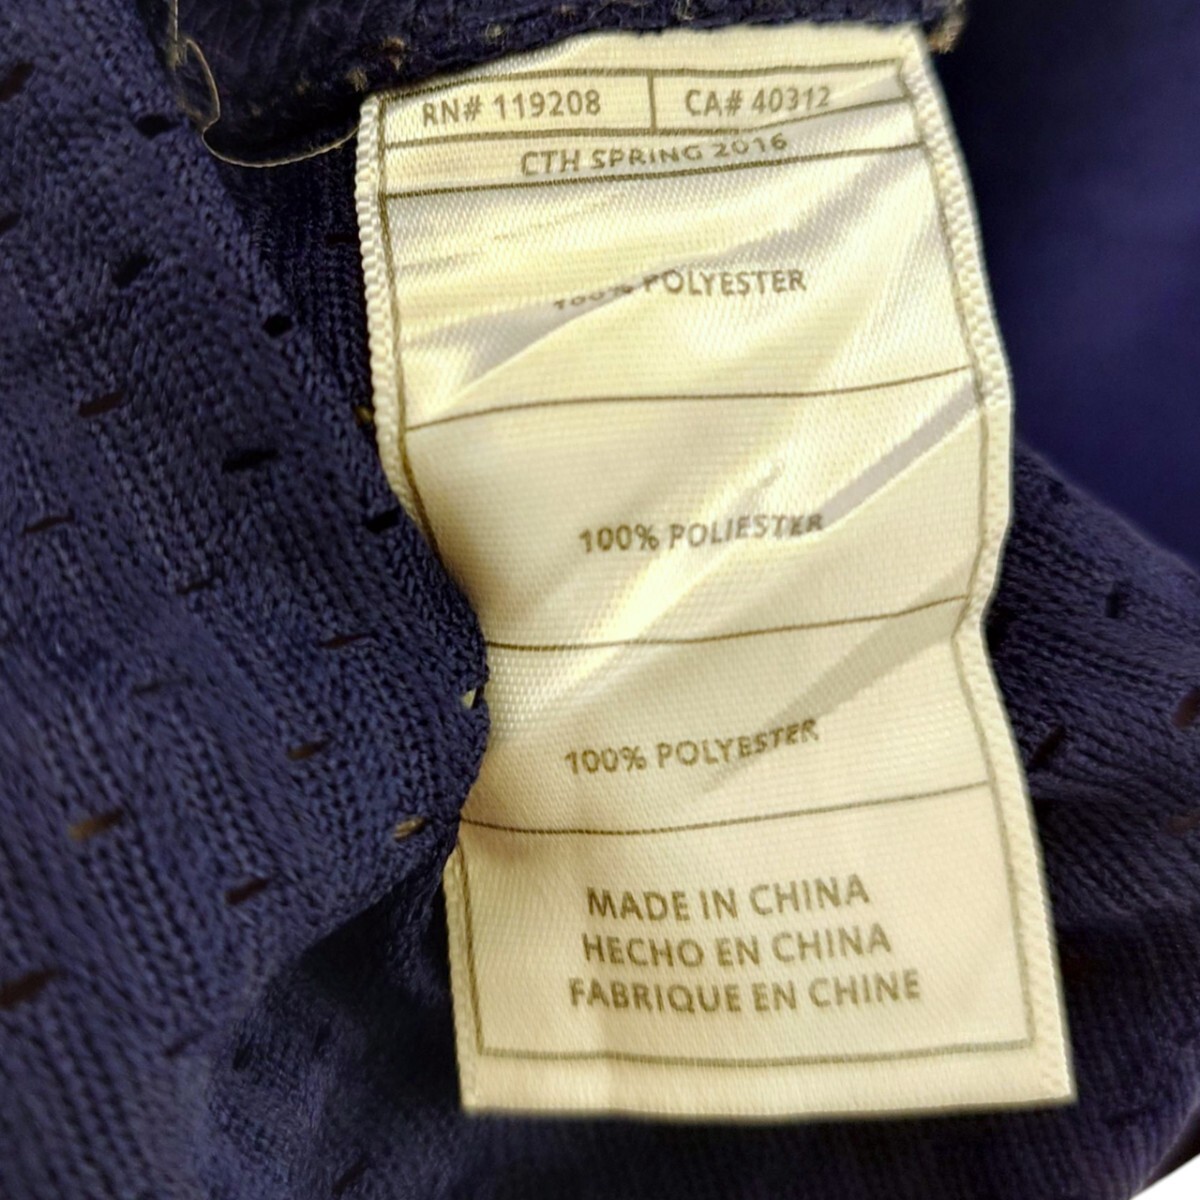 RN# 119208 CA# 40312
CTH SPRING 2016
100% POLYESTER
100% POLIESTER
100% POLYESTER
MADE IN CHINA
HECHO EN CHINA
FABRIQUE EN CHINE